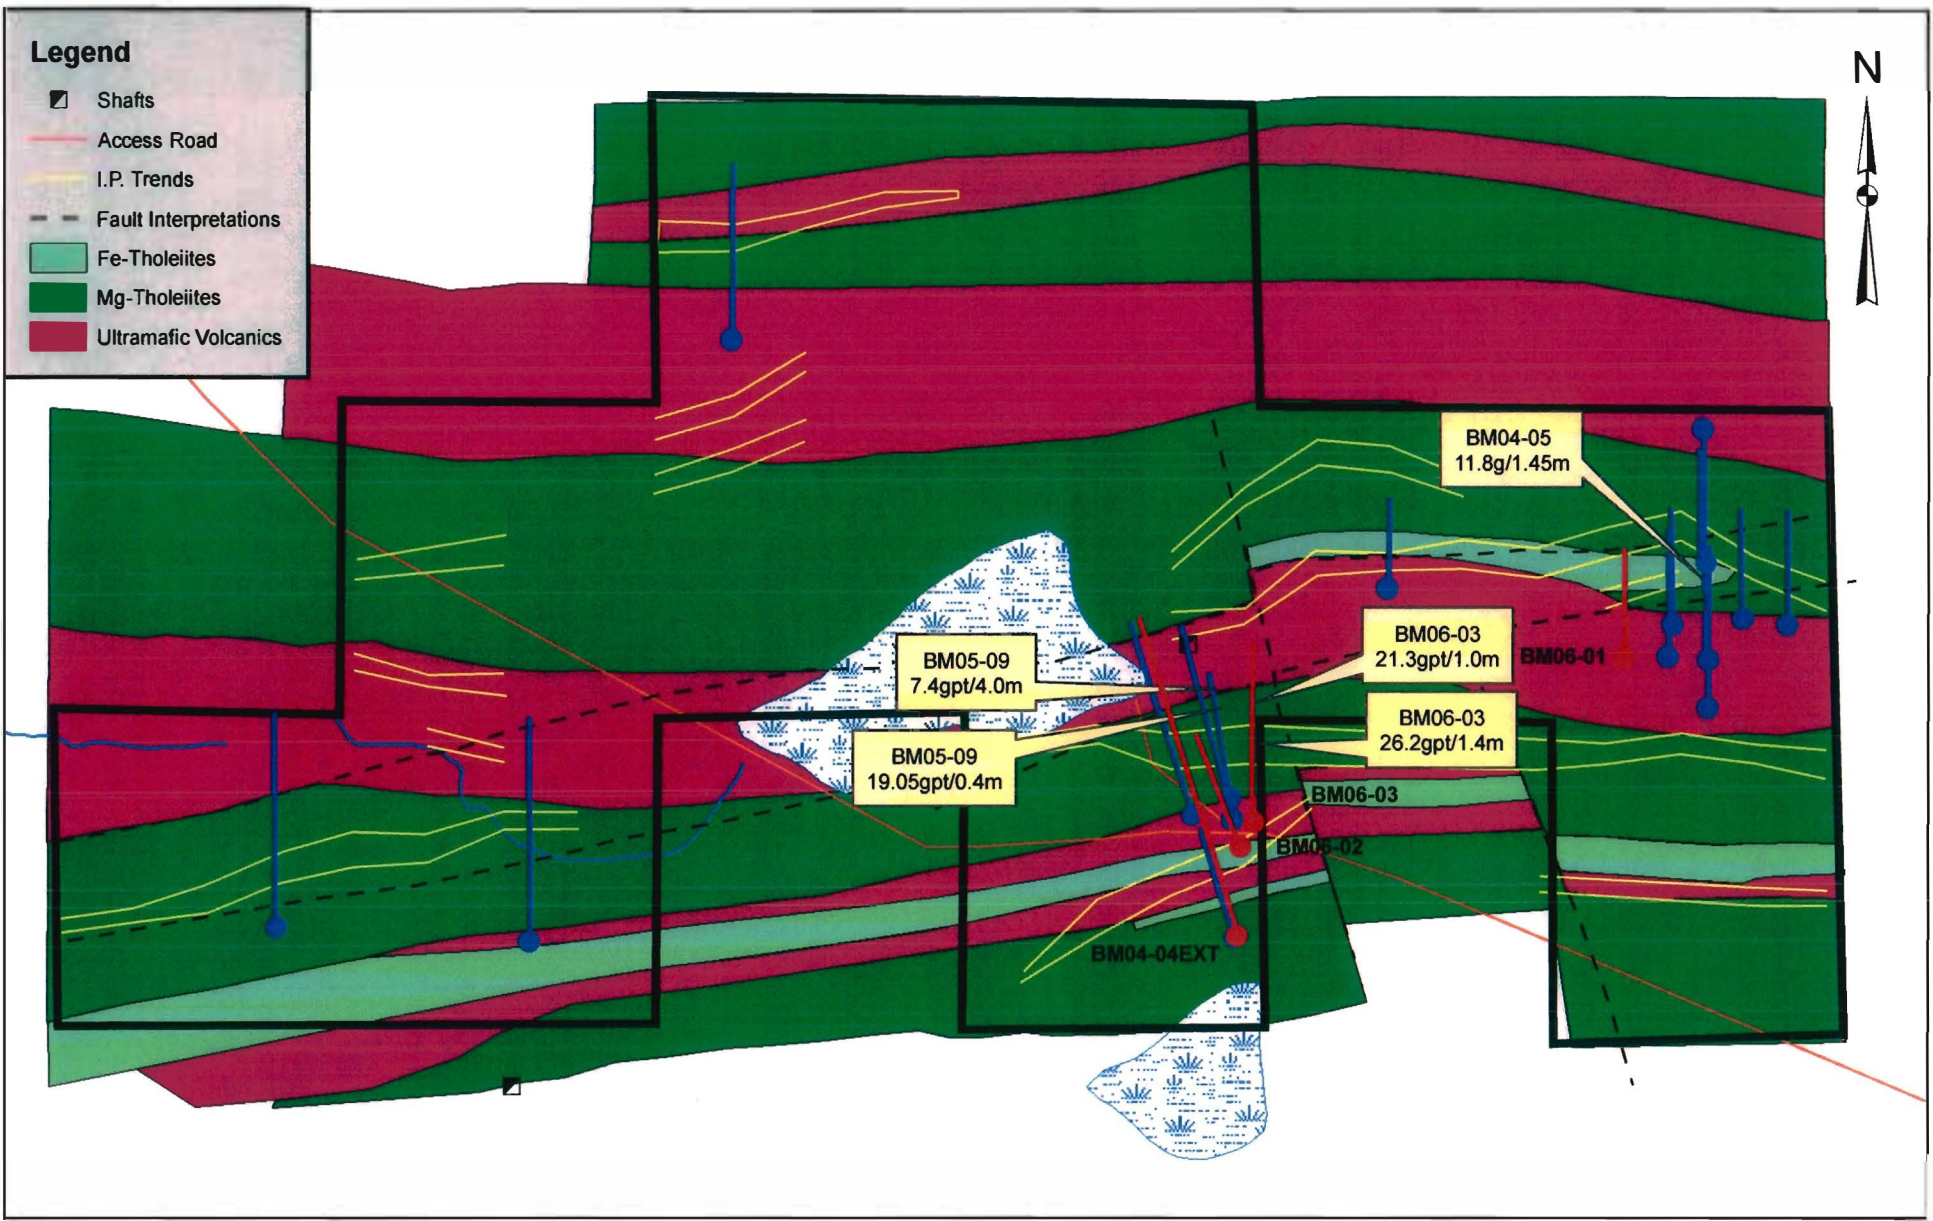 Legend
Shafts
Access Road
I.P. Trends
Fault Interpretations
Fe-Tholeiites
Mg-Tholeiites
Ultramafic Volcanics
N
BM04-05
11.8g/1.45m
BM06-03
21.3gpt/1.0m
BM06-01
BM05-09
7.4gpt/4.0m
BM06-03
26.2gpt/1.4m
BM05-09
19.05gpt/0.4m
BM06-03
BM06-02
BM04-04EXT